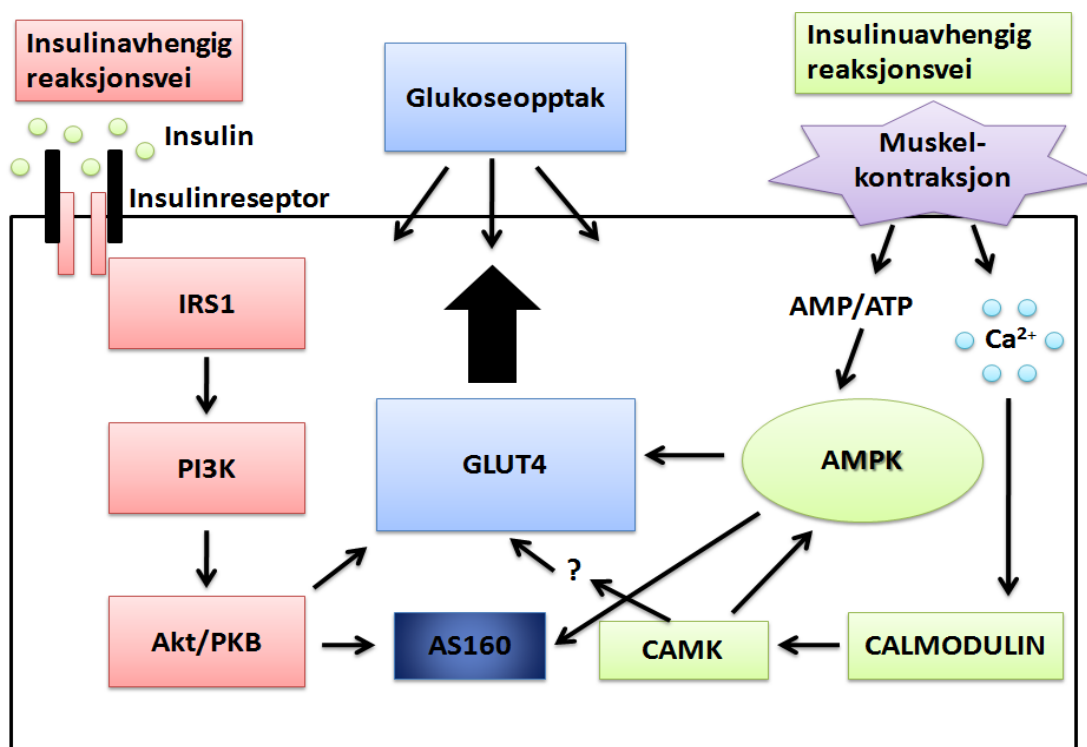 Insulinavhengig
reaksjonsvei
Insulin
Insulinreseptor
IRS1
PI3K
Akt/PKB
Glukoseopptak
GLUT4
?
AS160
Insulinuavhengig
reaksjonsvei
Muskel-
kontraksjon
AMP/ATP
Ca²⁺
AMPK
CAMK
CALMODULIN